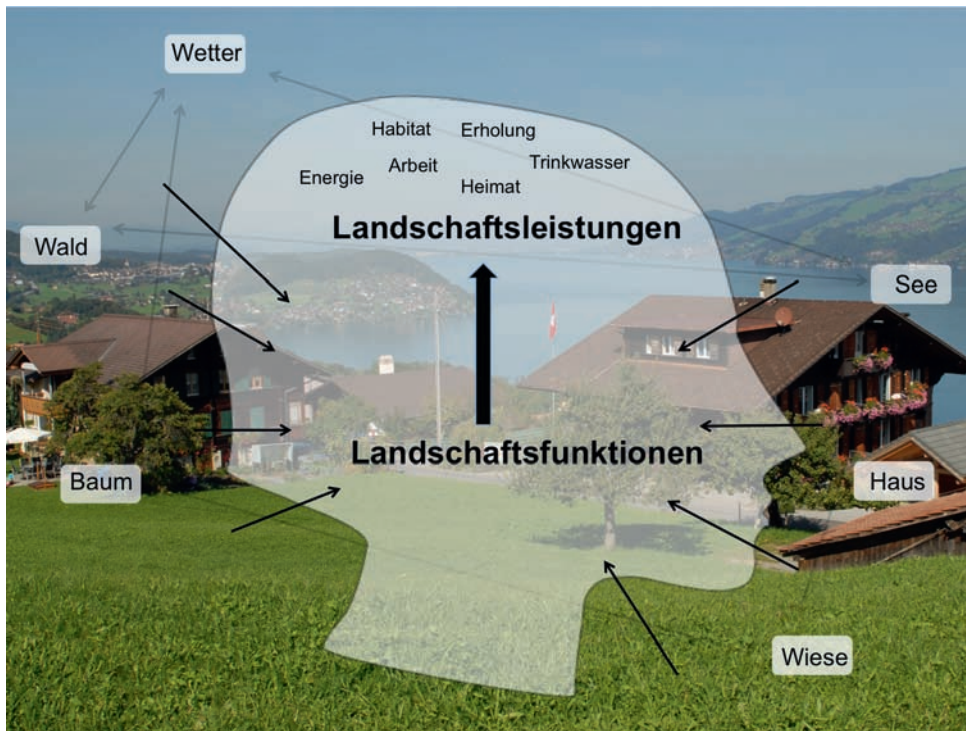 Wetter
Habitat
Erholung
Energie
Arbeit
Trinkwasser
Heimat
Landschaftsleistungen
Wald
See
Landschaftsfunktionen
Baum
Haus
Wiese